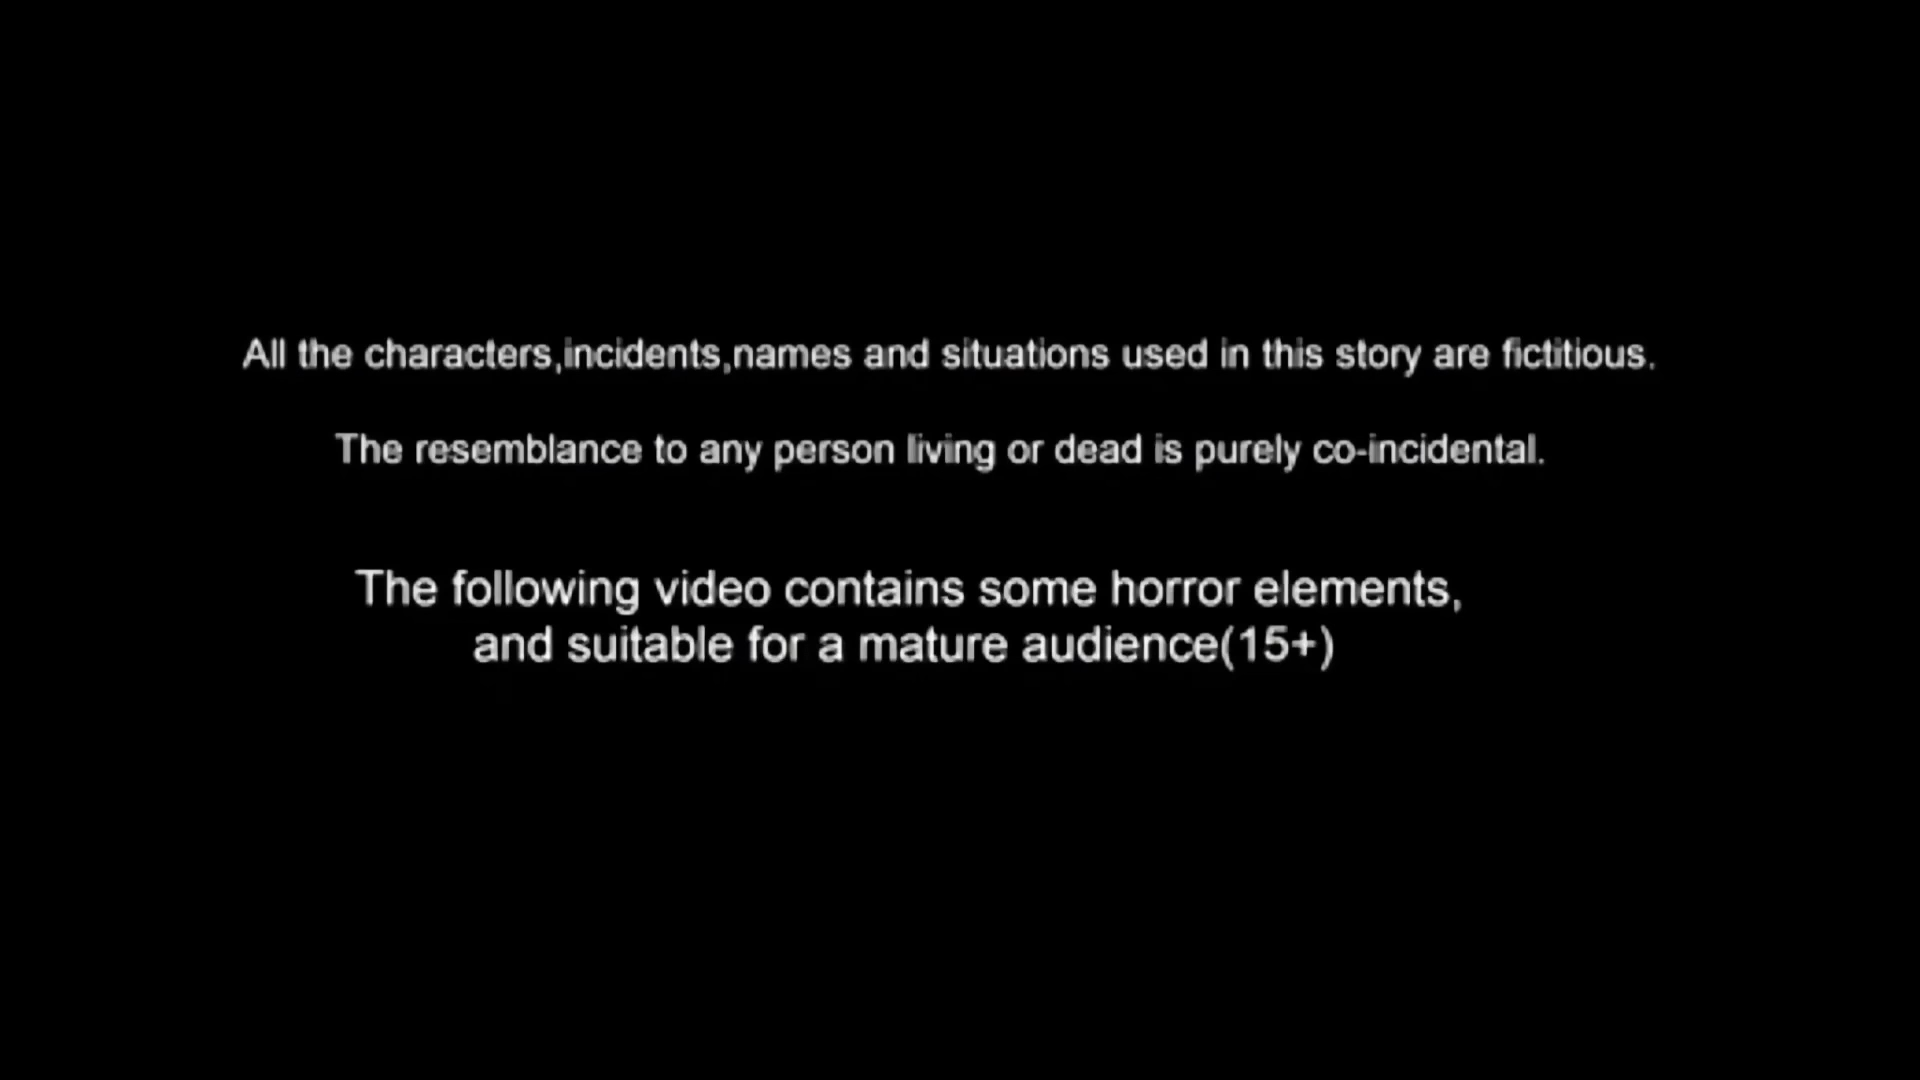 All the characters,incidents,names and situations used in this story are fictitious.
The resemblance to any person living or dead is purely co-incidental.
The following video contains some horror elements,
and suitable for a mature audience(15+)